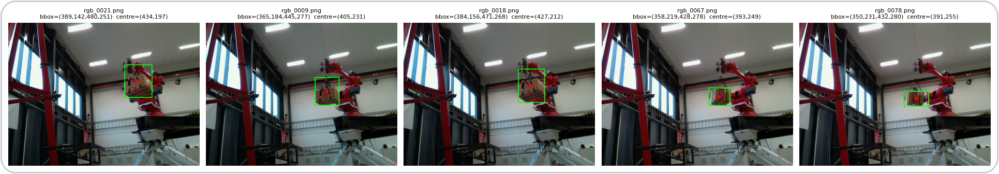 rgb_0021.png
bbox=(389,142,480,251)  centre=(434,197)
rgb_0009.png
bbox=(365,184,445,277)  centre=(405,231)
rgb_0018.png
bbox=(384,156,471,268)  centre=(427,212)
rgb_0067.png
bbox=(358,219,428,278)  centre=(393,249)
rgb_0078.png
bbox=(350,231,432,280)  centre=(391,255)